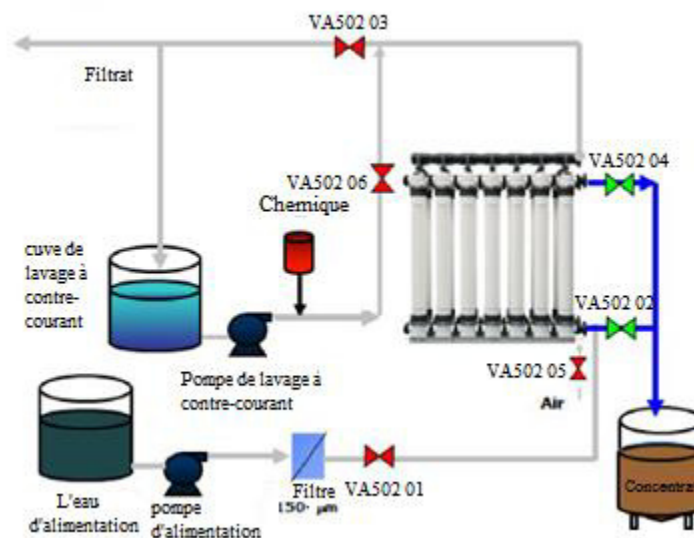 VA502 03
Filtrat
VA502 04
VA502 06
Chemique
cuve de
lavage à
contre-
courant
VA502 02
Pompe de lavage à
contre-courant
VA502 05
Air
L'eau
d'alimentation
pompe
d'alimentation
Filtre
150· µm
VA502 01
Concentrat